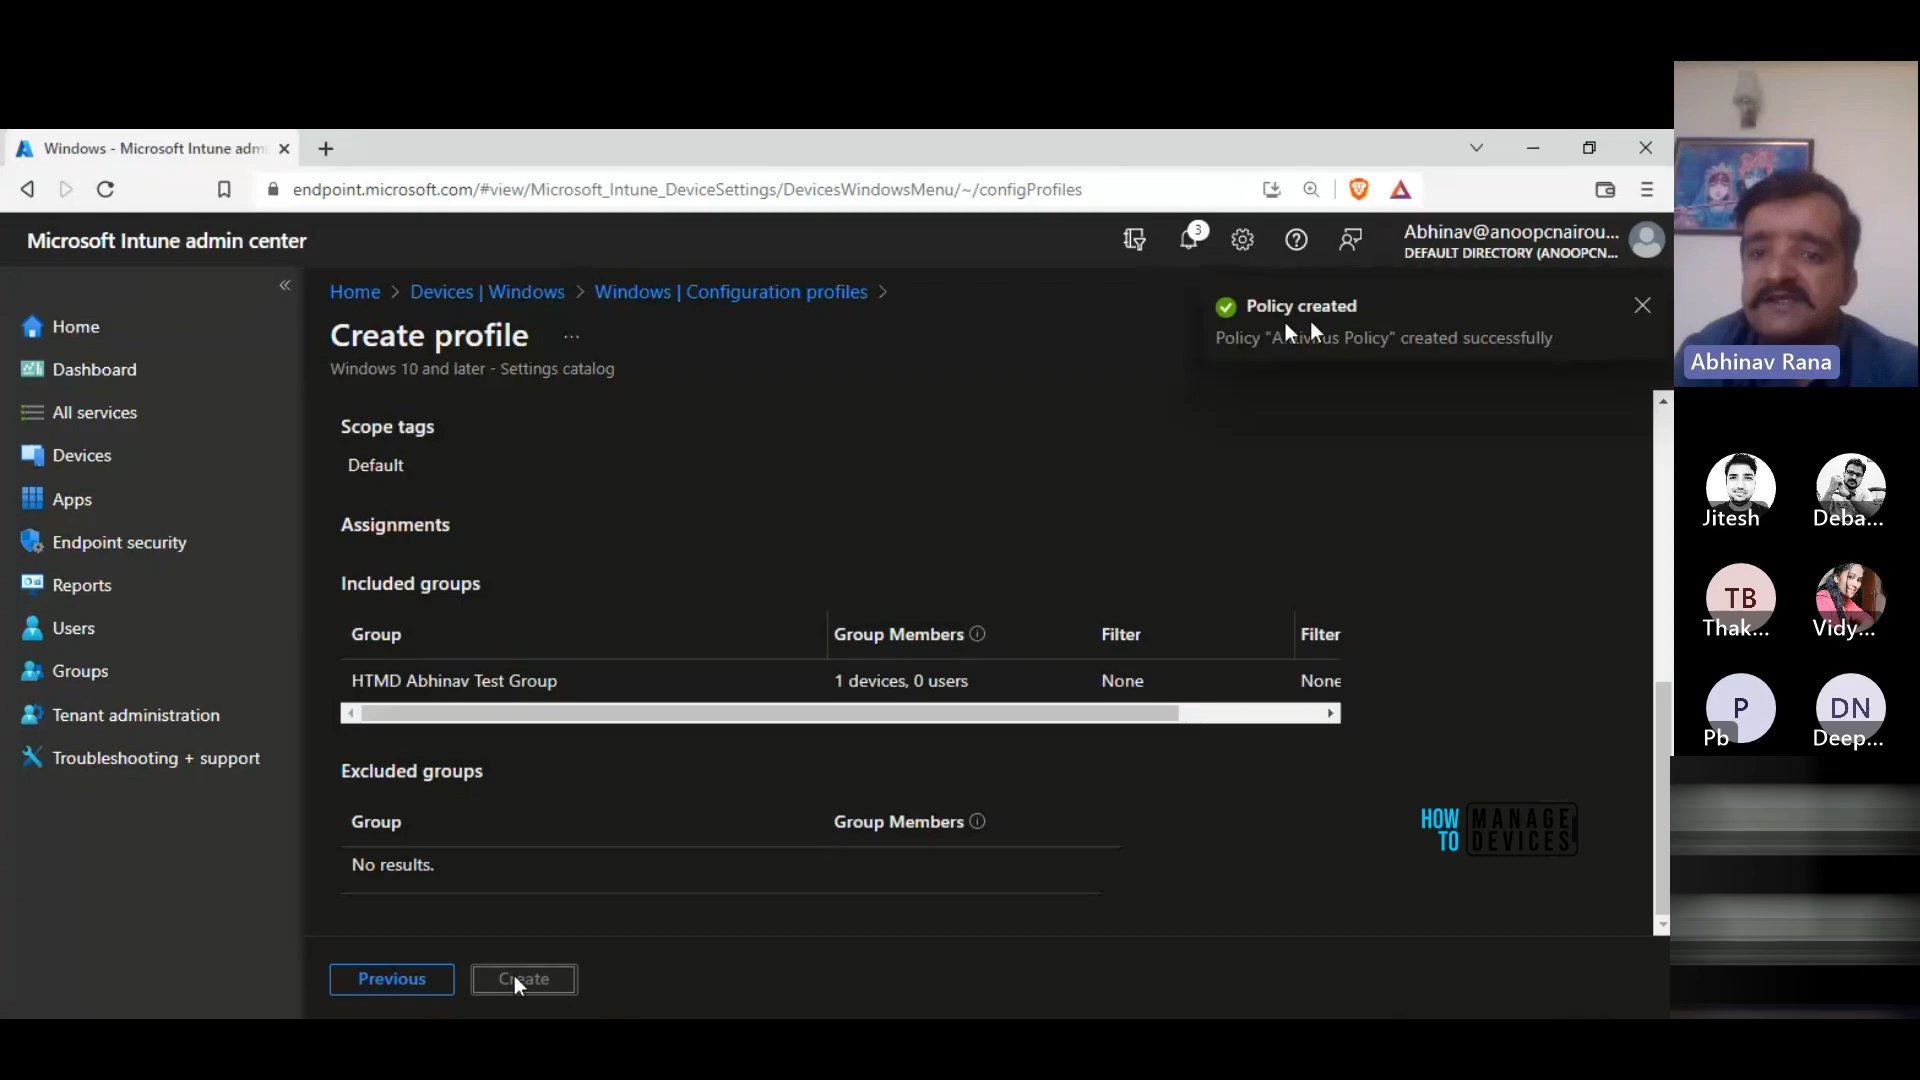 Windows - Microsoft Intune adm
endpoint.microsoft.com/#view/Microsoft_Intune_DeviceSettings/DevicesWindowsMenu/~/configProfiles
Microsoft Intune admin center
3
Abhinav@anoopcnairou...
DEFAULT DIRECTORY (ANOOPCN...
Home
Dashboard
All services
Devices
Apps
Endpoint security
Reports
Users
Groups
Tenant administration
Troubleshooting + support
Home > Devices | Windows > Windows | Configuration profiles >
Create profile ...
Windows 10 and later - Settings catalog
Policy created
Policy "Antivirus Policy" created successfully
Scope tags
Default
Assignments
Included groups
Group Group Members Filter Filter
HTMD Abhinav Test Group 1 devices, 0 users None None
Excluded groups
Group Group Members
No results.
Previous Create
HOW TO MANAGE DEVICES
Abhinav Rana
Jitesh
Deba...
TB
Thak...
Vidy...
P
Pb
DN
Deep...